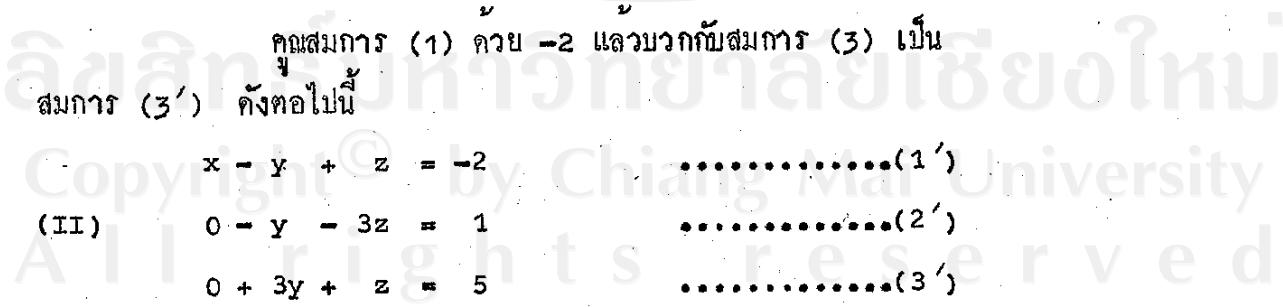 คูณสมการ (1) ด้วย -2 แล้วบวกกับสมการ (3) เป็น
สมการ (3′) ดังต่อไปนี้
x - y + z = -2 .............(1′)
(II) 0 - y - 3z = 1 .............(2′)
0 + 3y + z = 5 .............(3′)
ลิขสิทธิ์มหาวิทยาลัยเชียงใหม่
Copyright © by Chiang Mai University
All rights reserved